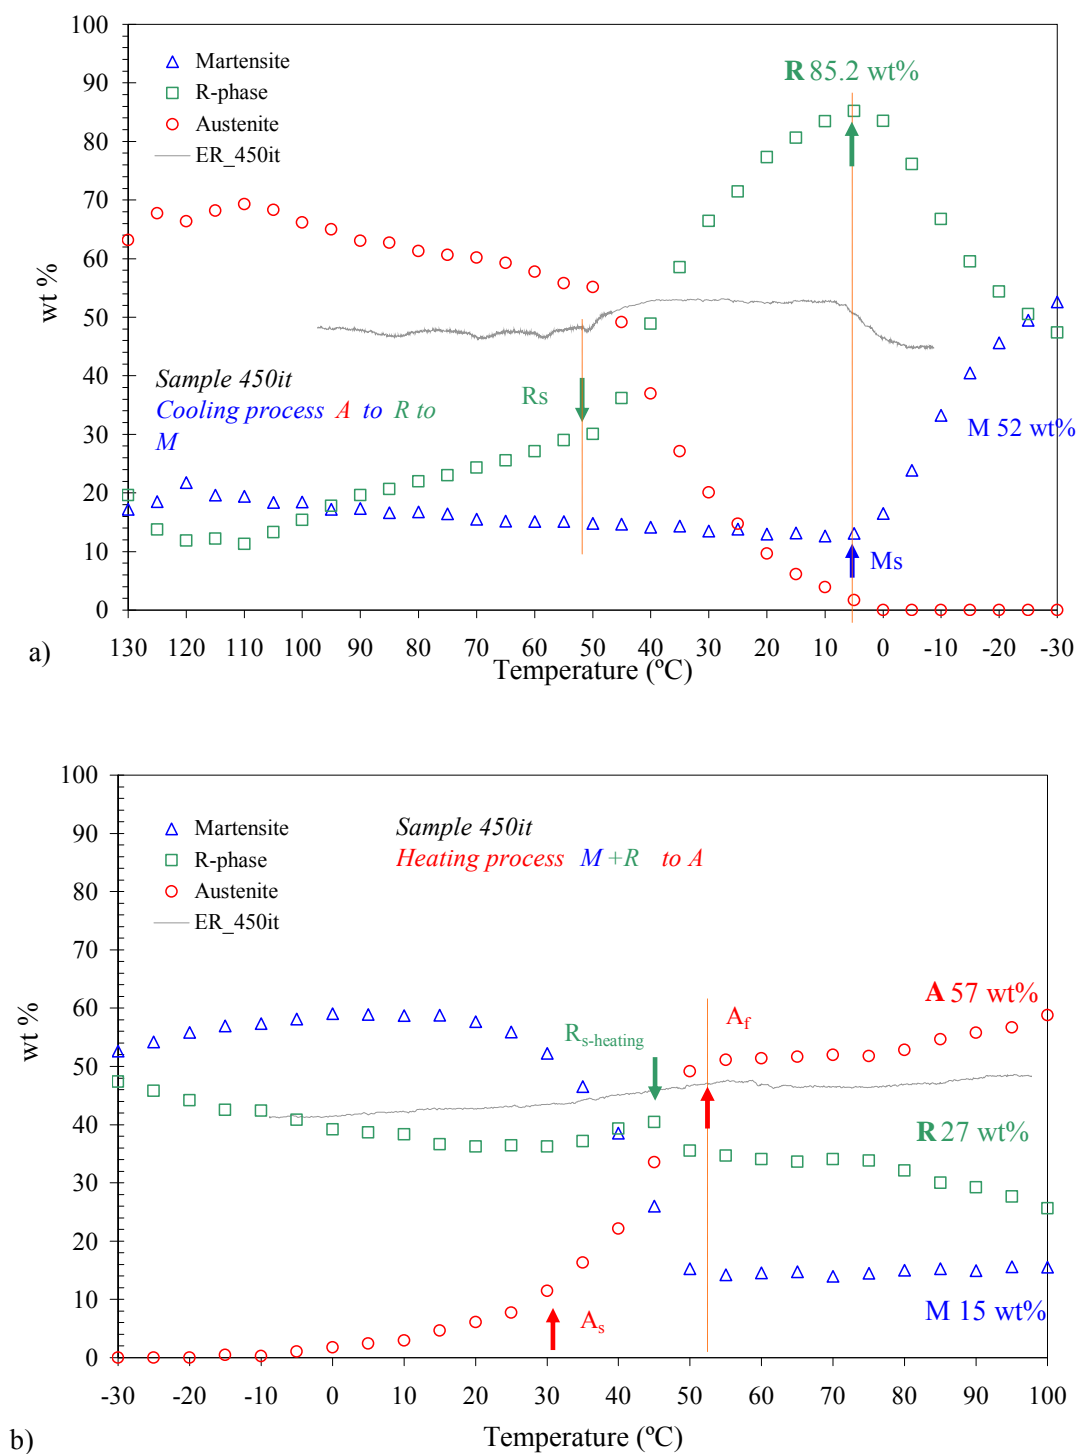 100
90
80
70
60
50
40
30
20
10
0
wt %
Martensite
R-phase
Austenite
ER_450it
R 85.2 wt%
Sample 450it
Cooling process A to R to
M
Rs
M 52 wt%
Ms
130 120 110 100 90 80 70 60 50 40 30 20 10 0 -10 -20 -30
Temperature (ºC)
a)
100
90
80
70
60
50
40
30
20
10
0
wt %
Martensite
R-phase
Austenite
ER_450it
Sample 450it
Heating process M +R to A
Rs-heating
Af
A 57 wt%
R 27 wt%
M 15 wt%
As
-30 -20 -10 0 10 20 30 40 50 60 70 80 90 100
Temperature (ºC)
b)